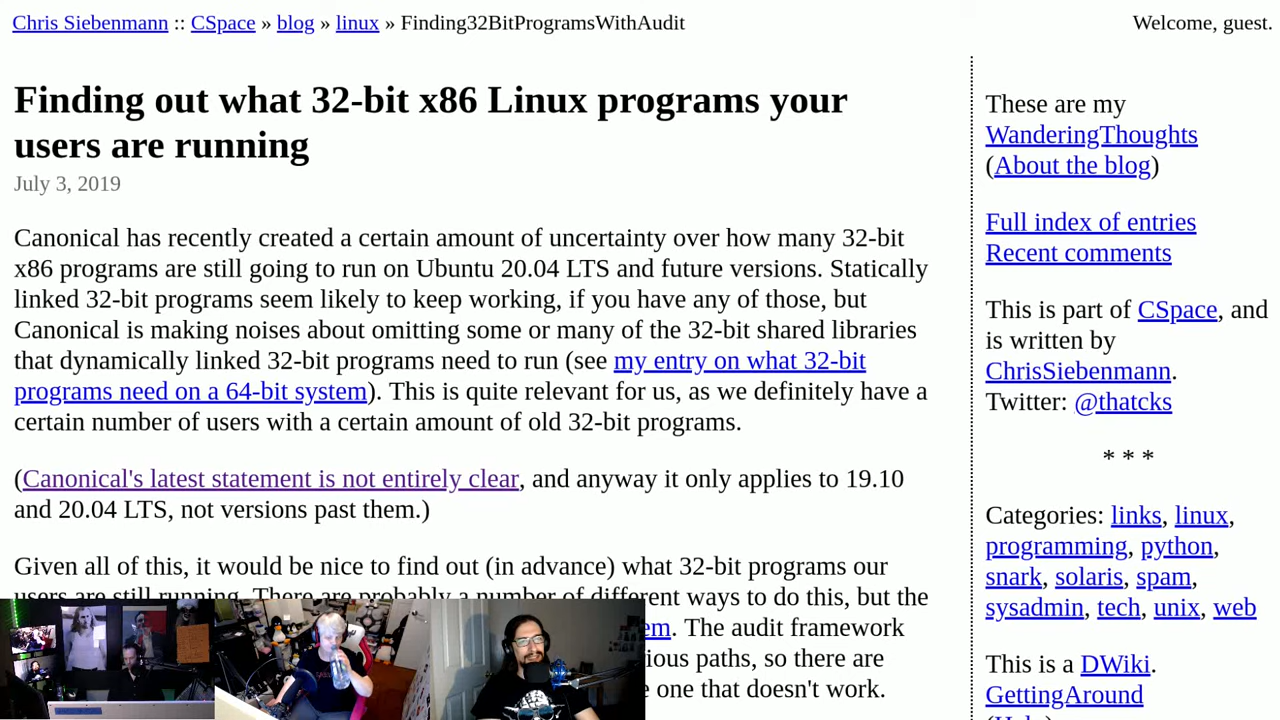 Chris Siebenmann :: CSpace » blog » linux » Finding32BitProgramsWithAudit
Welcome, guest.
Finding out what 32-bit x86 Linux programs your
users are running
July 3, 2019
Canonical has recently created a certain amount of uncertainty over how many 32-bit
x86 programs are still going to run on Ubuntu 20.04 LTS and future versions. Statically
linked 32-bit programs seem likely to keep working, if you have any of those, but
Canonical is making noises about omitting some or many of the 32-bit shared libraries
that dynamically linked 32-bit programs need to run (see my entry on what 32-bit
programs need on a 64-bit system). This is quite relevant for us, as we definitely have a
certain number of users with a certain amount of old 32-bit programs.
(Canonical's latest statement is not entirely clear, and anyway it only applies to 19.10
and 20.04 LTS, not versions past them.)
Given all of this, it would be nice to find out (in advance) what 32-bit programs our
users are still running. There are probably a number of different ways to do this, but the
em. The audit framework
ious paths, so there are
e one that doesn't work.
These are my
WanderingThoughts
(About the blog)
Full index of entries
Recent comments
This is part of CSpace, and
is written by
ChrisSiebenmann.
Twitter: @thatcks
* * *
Categories: links, linux,
programming, python,
snark, solaris, spam,
sysadmin, tech, unix, web
This is a DWiki.
GettingAround
(Help)